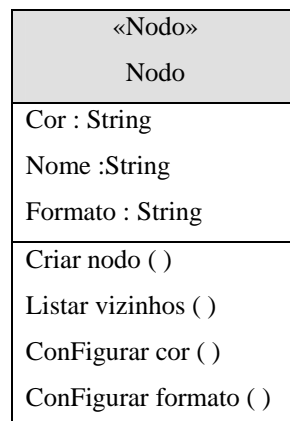 «Nodo»
Nodo
Cor : String
Nome :String
Formato : String
Criar nodo ( )
Listar vizinhos ( )
ConFigurar cor ( )
ConFigurar formato ( )